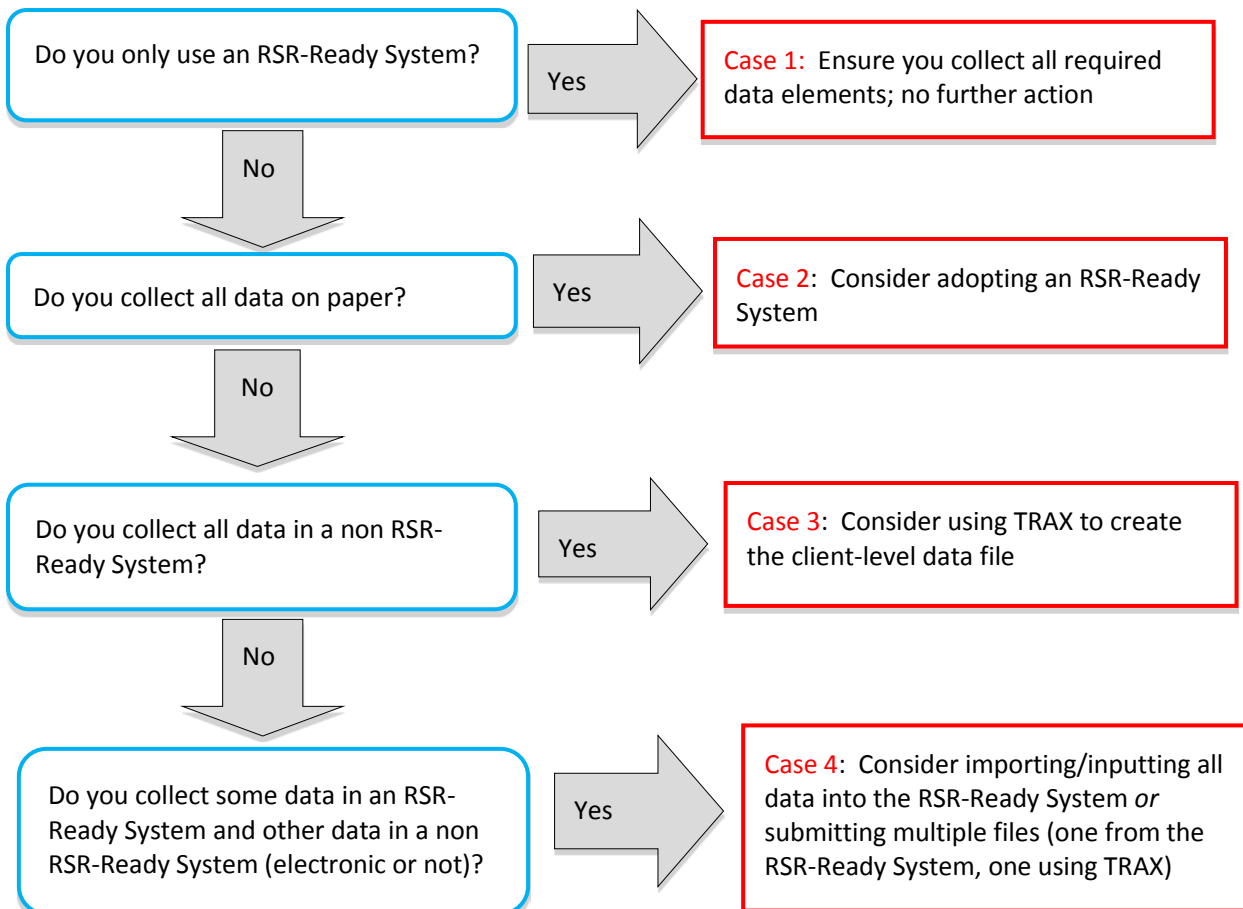 Do you only use an RSR-Ready System?
Yes
Case 1:  Ensure you collect all required
data elements; no further action
No
Do you collect all data on paper?
Yes
Case 2:  Consider adopting an RSR-Ready
System
No
Do you collect all data in a non RSR-
Ready System?
Yes
Case 3:  Consider using TRAX to create
the client-level data file
No
Do you collect some data in an RSR-
Ready System and other data in a non
RSR-Ready System (electronic or not)?
Yes
Case 4:  Consider importing/inputting all
data into the RSR-Ready System or
submitting multiple files (one from the
RSR-Ready System, one using TRAX)